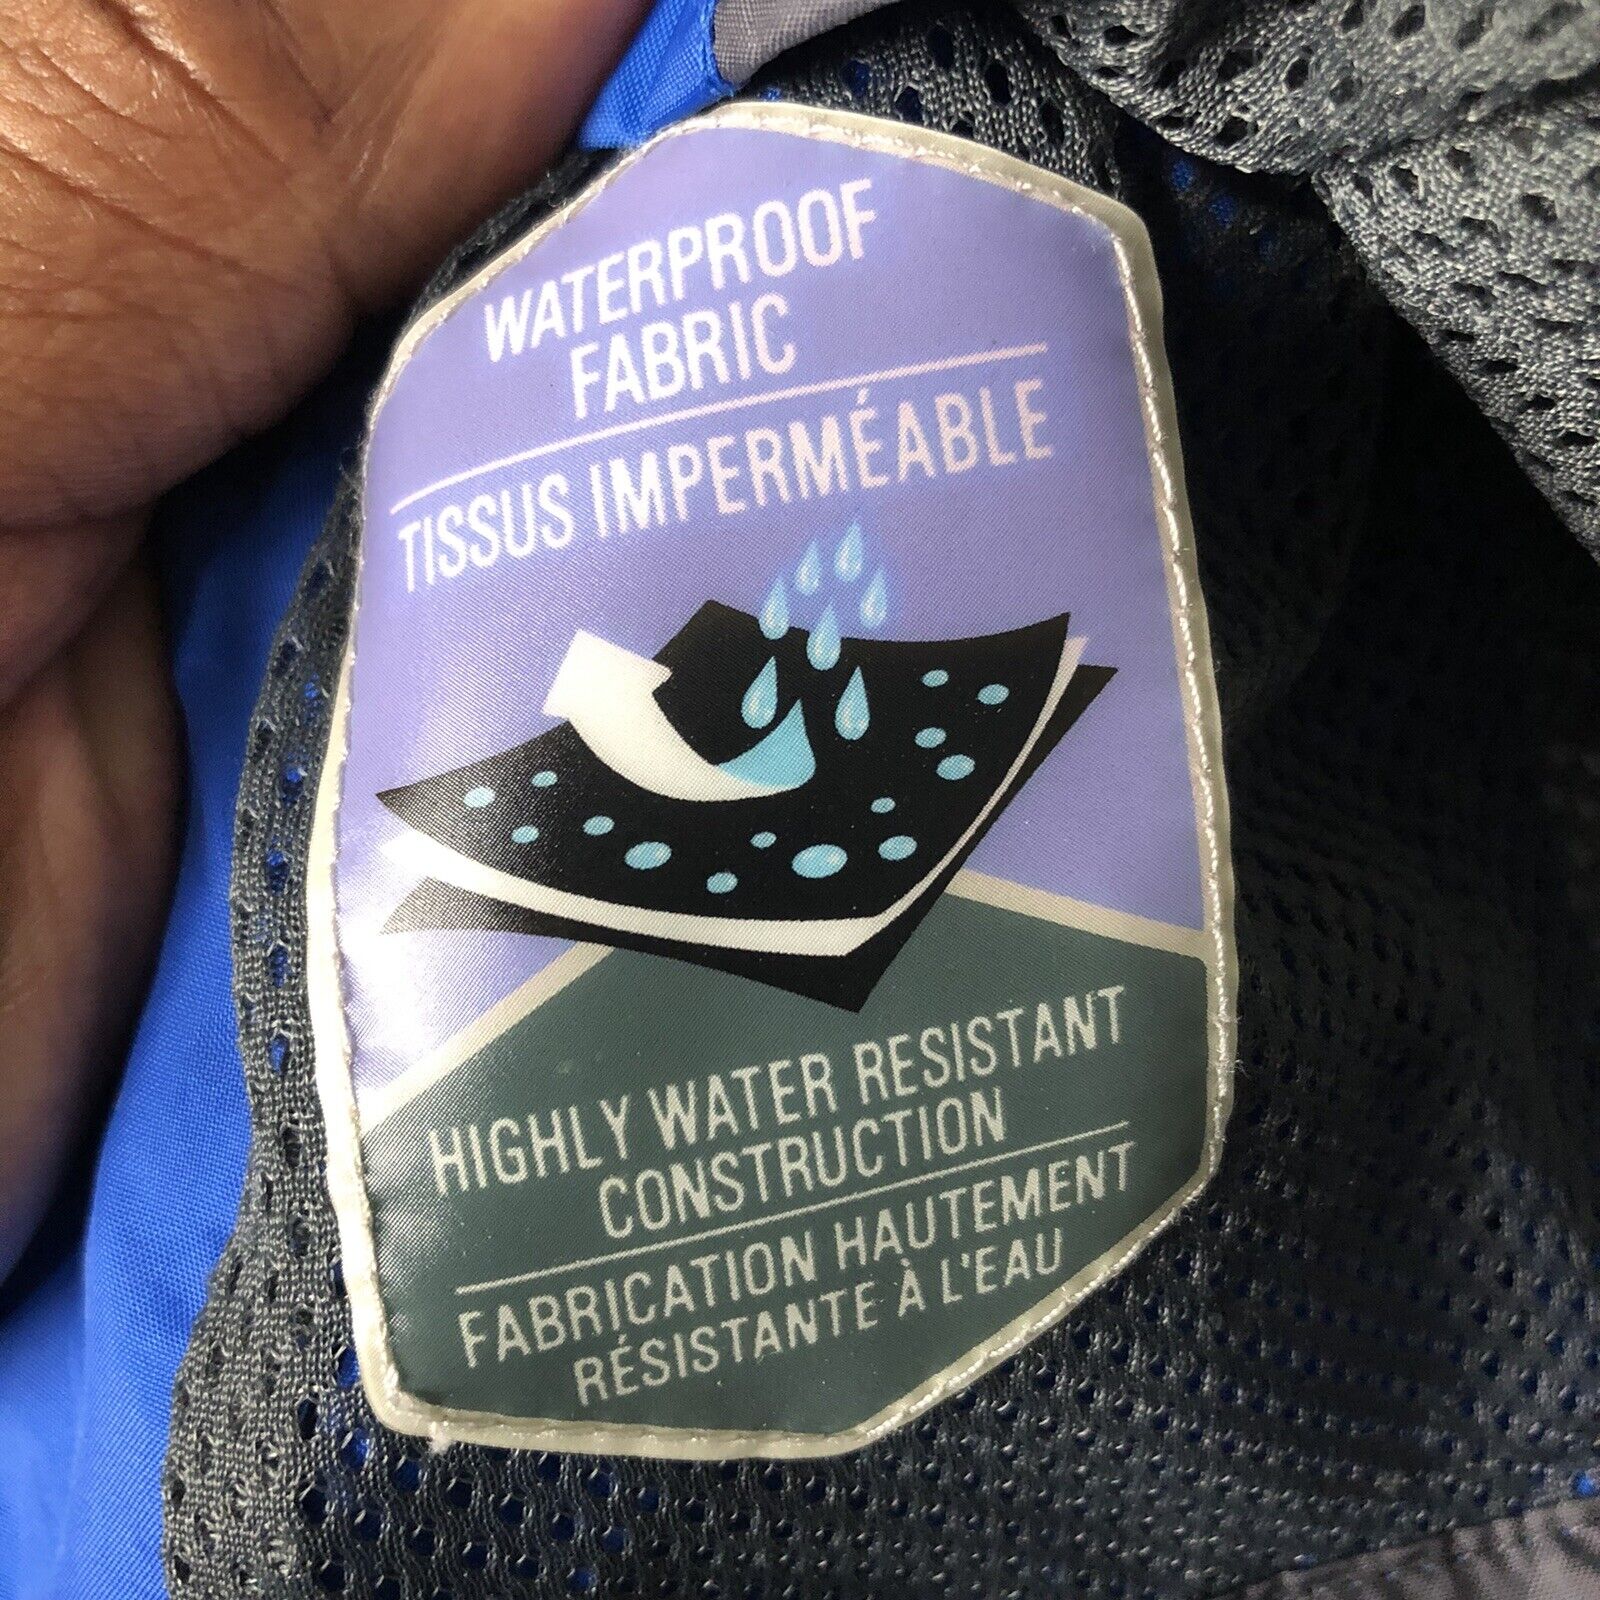 WATERPROOF
FABRIC
TISSUS IMPERMÉABLE
HIGHLY WATER RESISTANT
CONSTRUCTION
FABRICATION HAUTEMENT
RÉSISTANTE À L'EAU